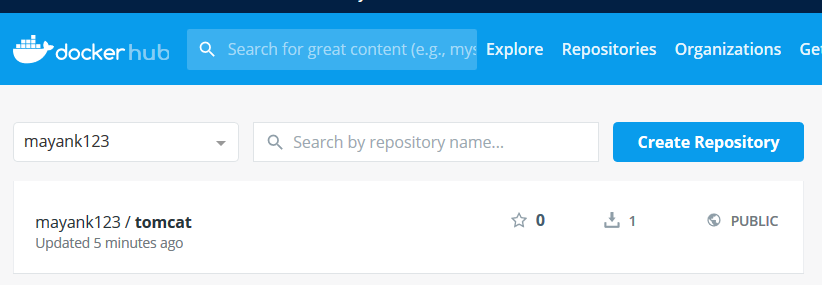 docker hub
Search for great content (e.g., mys
Explore
Repositories
Organizations
Ge
mayank123
Search by repository name...
Create Repository
mayank123 / tomcat
0
1
PUBLIC
Updated 5 minutes ago